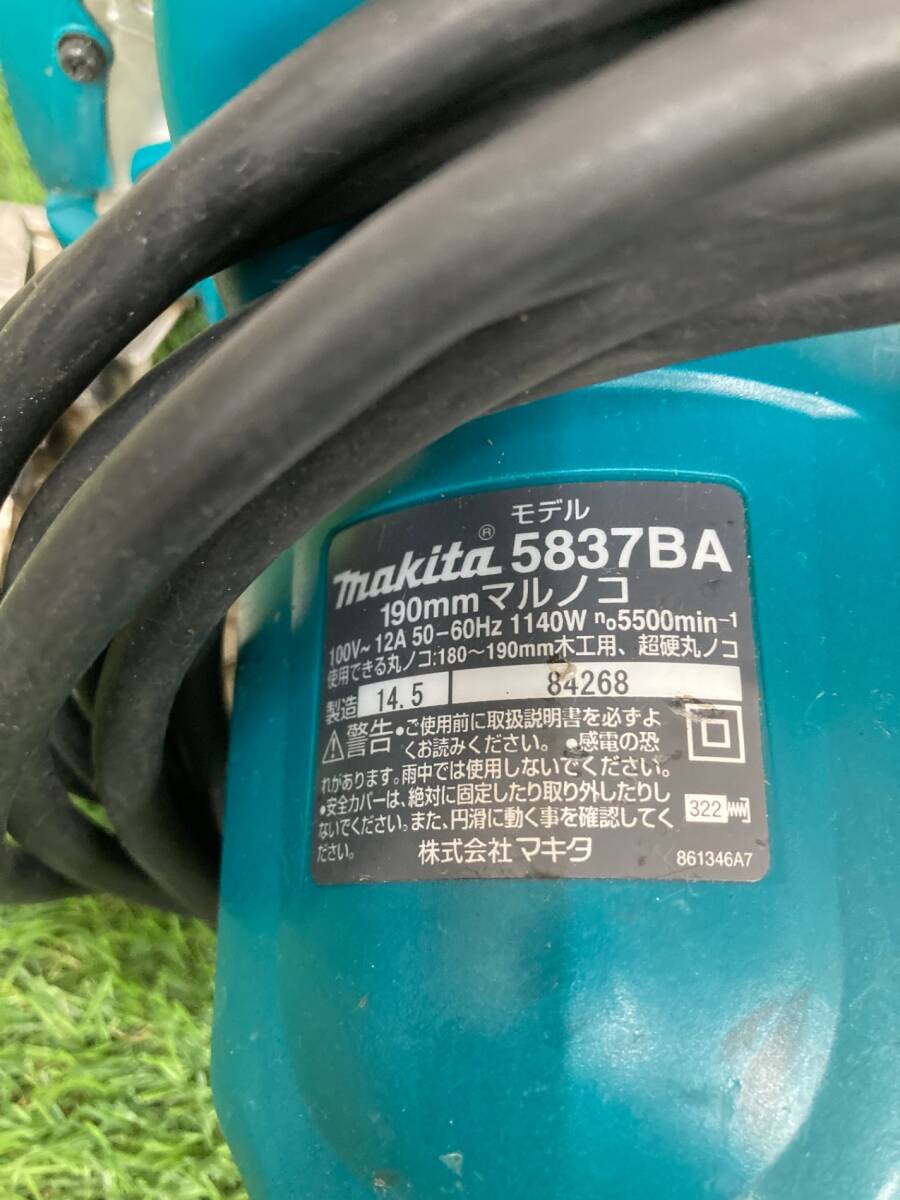 モデル
makita® 5837BA
190mmマルノコ
100V~ 12A 50-60Hz 1140W n₀5500min⁻¹
使用できる丸ノコ:180~190mm木工用、超硬丸ノコ
製造 14.5 84268
警告 •ご使用前に取扱説明書を必ずよ
くお読みください。 •感電の恐
れがあります。雨中では使用しないでください。
•安全カバーは、絶対に固定したり取り外したりし
ないでください。また、円滑に動く事を確認してく
ださい。
株式会社マキタ
322
861346A7